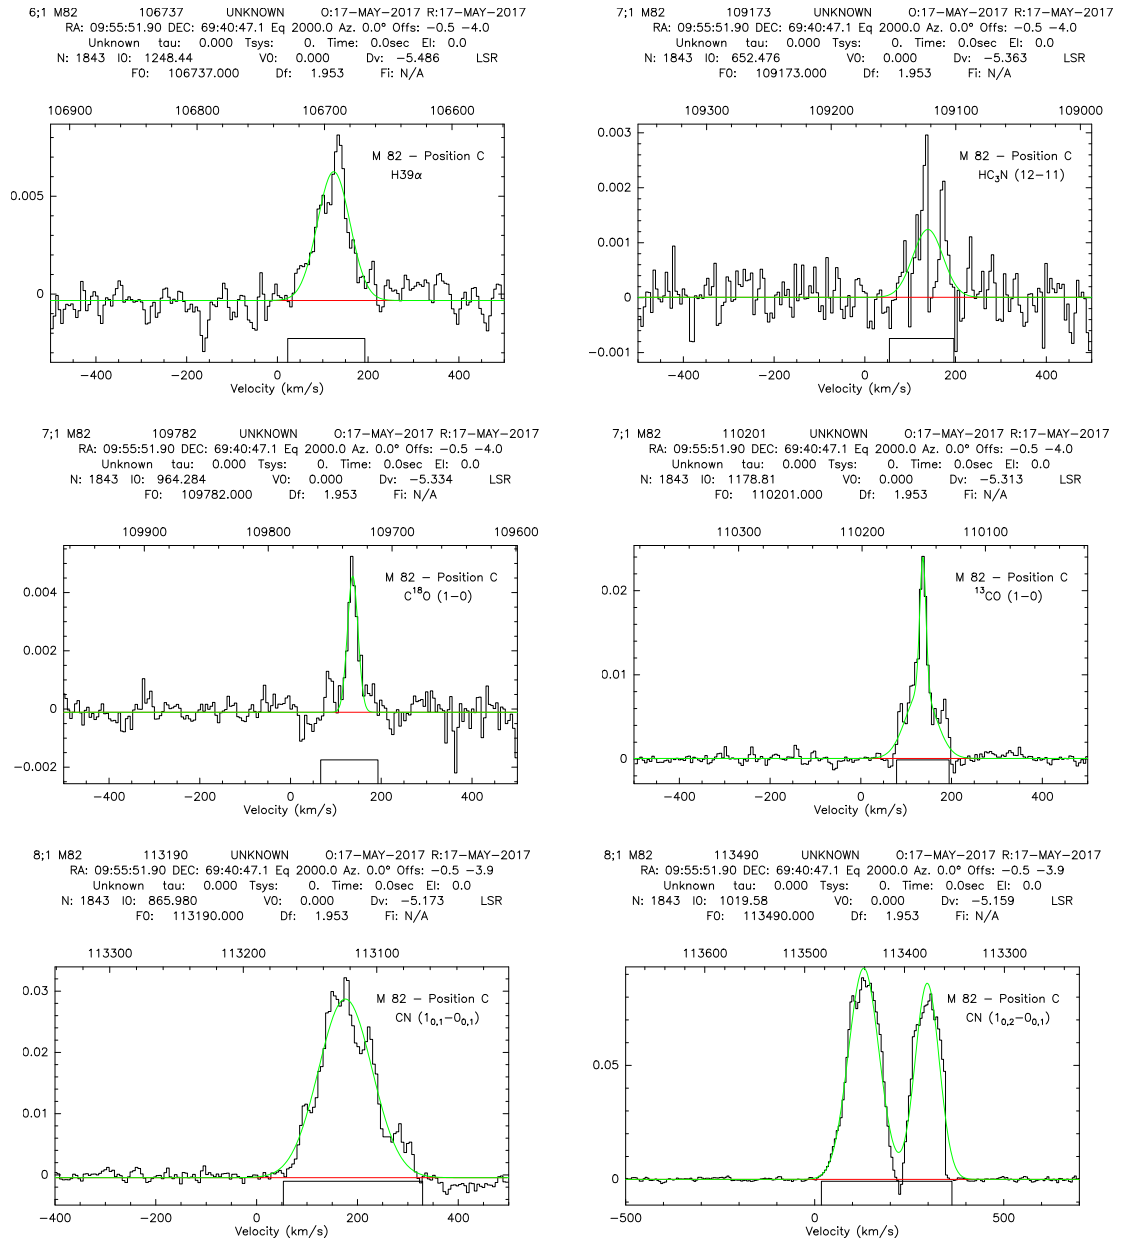 6;1 M82 106737 UNKNOWN O:17-MAY-2017 R:17-MAY-2017
RA: 09:55:51.90 DEC: 69:40:47.1 Eq 2000.0 Az. 0.0° Offs: -0.5 -4.0
Unknown tau: 0.000 Tsys: 0. Time: 0.0sec El: 0.0
N: 1843 I0: 1248.44 V0: 0.000 Dv: -5.486 LSR
F0: 106737.000 Df: 1.953 Fi: N/A
106900 106800 106700 106600
M 82 - Position C
H39α
0.005
0
-400 -200 0 200 400
Velocity (km/s)
7;1 M82 109173 UNKNOWN O:17-MAY-2017 R:17-MAY-2017
RA: 09:55:51.90 DEC: 69:40:47.1 Eq 2000.0 Az. 0.0° Offs: -0.5 -4.0
Unknown tau: 0.000 Tsys: 0. Time: 0.0sec El: 0.0
N: 1843 I0: 652.476 V0: 0.000 Dv: -5.363 LSR
F0: 109173.000 Df: 1.953 Fi: N/A
109300 109200 109100 109000
0.003
M 82 - Position C
HC₃N (12-11)
0.002
0.001
0
-0.001
-400 -200 0 200 400
Velocity (km/s)
7;1 M82 109782 UNKNOWN O:17-MAY-2017 R:17-MAY-2017
RA: 09:55:51.90 DEC: 69:40:47.1 Eq 2000.0 Az. 0.0° Offs: -0.5 -4.0
Unknown tau: 0.000 Tsys: 0. Time: 0.0sec El: 0.0
N: 1843 I0: 964.284 V0: 0.000 Dv: -5.334 LSR
F0: 109782.000 Df: 1.953 Fi: N/A
109900 109800 109700 109600
M 82 - Position C
C¹⁸O (1-0)
0.004
0.002
0
-0.002
-400 -200 0 200 400
Velocity (km/s)
7;1 M82 110201 UNKNOWN O:17-MAY-2017 R:17-MAY-2017
RA: 09:55:51.90 DEC: 69:40:47.1 Eq 2000.0 Az. 0.0° Offs: -0.5 -4.0
Unknown tau: 0.000 Tsys: 0. Time: 0.0sec El: 0.0
N: 1843 I0: 1178.81 V0: 0.000 Dv: -5.313 LSR
F0: 110201.000 Df: 1.953 Fi: N/A
110300 110200 110100
M 82 - Position C
¹³CO (1-0)
0.02
0.01
0
-400 -200 0 200 400
Velocity (km/s)
8;1 M82 113190 UNKNOWN O:17-MAY-2017 R:17-MAY-2017
RA: 09:55:51.90 DEC: 69:40:47.1 Eq 2000.0 Az. 0.0° Offs: -0.5 -3.9
Unknown tau: 0.000 Tsys: 0. Time: 0.0sec El: 0.0
N: 1843 I0: 865.980 V0: 0.000 Dv: -5.173 LSR
F0: 113190.000 Df: 1.953 Fi: N/A
113300 113200 113100
0.03
M 82 - Position C
CN (1₀,₁-0₀,₁)
0.02
0.01
0
-400 -200 0 200 400
Velocity (km/s)
8;1 M82 113490 UNKNOWN O:17-MAY-2017 R:17-MAY-2017
RA: 09:55:51.90 DEC: 69:40:47.1 Eq 2000.0 Az. 0.0° Offs: -0.5 -3.9
Unknown tau: 0.000 Tsys: 0. Time: 0.0sec El: 0.0
N: 1843 I0: 1019.58 V0: 0.000 Dv: -5.159 LSR
F0: 113490.000 Df: 1.953 Fi: N/A
113600 113500 113400 113300
M 82 - Position C
CN (1₀,₂-0₀,₁)
0.05
0
-500 0 500
Velocity (km/s)